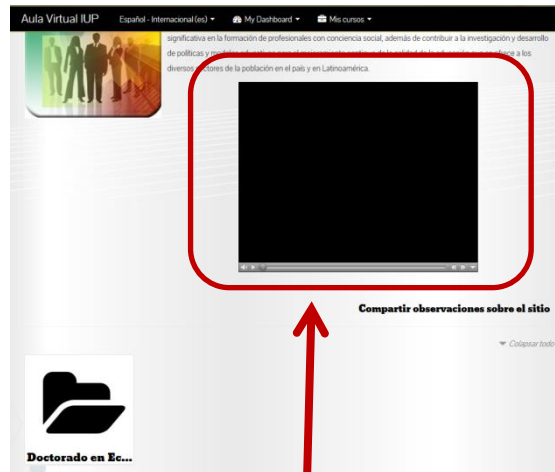 Aula Virtual IUP Español - Internacional (es) My Dashboard Mis cursos
significativa en la formación de profesionales con conciencia social, además de contribuir a la investigación y desarrollo
de políticas y
diversos sectores de la población en el país y en Latinoamérica.
Compartir observaciones sobre el sitio
Colapsar todo
Doctorado en Ec...